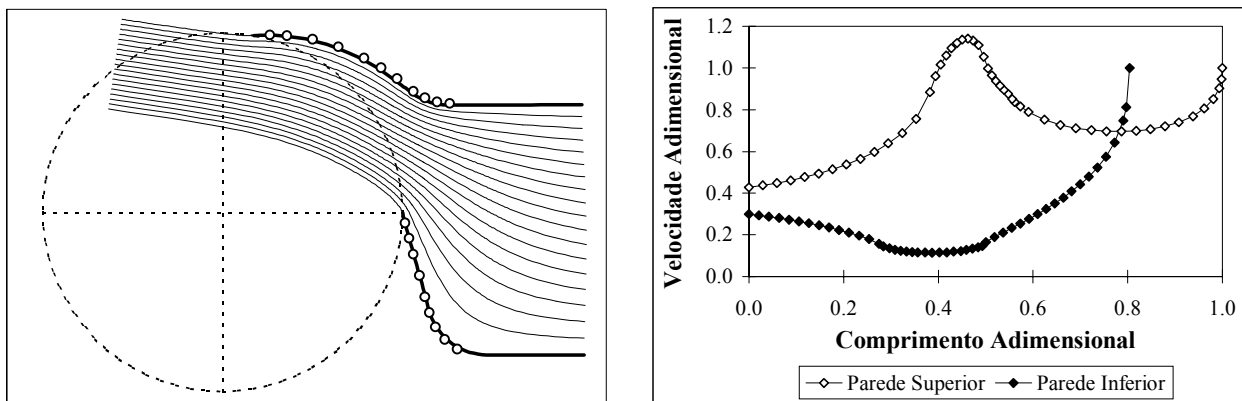 Velocidade Adimensional
1.2
1.0
0.8
0.6
0.4
0.2
0.0
0.0 0.2 0.4 0.6 0.8 1.0
Comprimento Adimensional
Parede Superior Parede Inferior